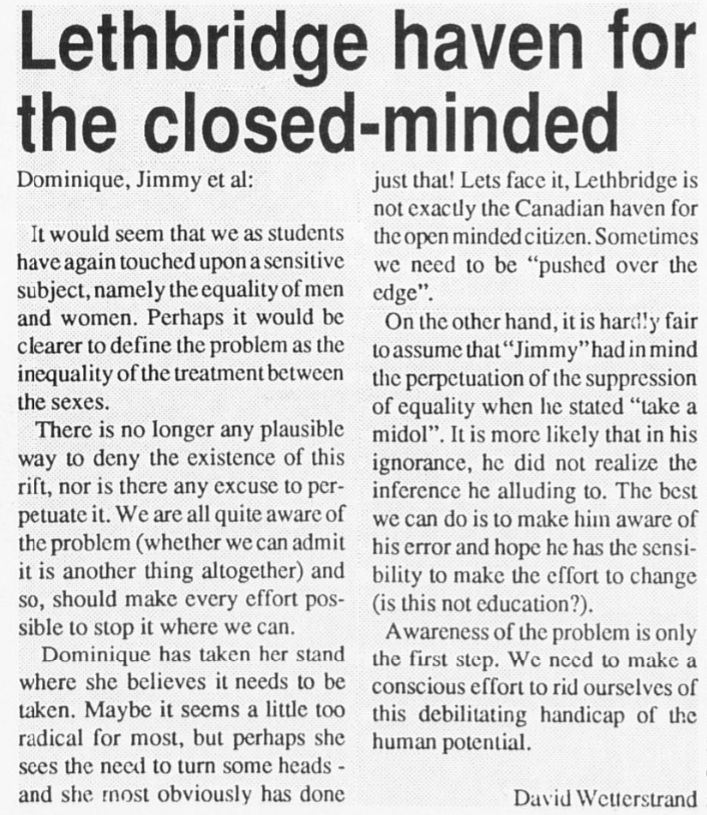 Lethbridge haven for
the closed-minded
Dominique, Jimmy et al:
It would seem that we as students
have again touched upon a sensitive
subject, namely the equality of men
and women. Perhaps it would be
clearer to define the problem as the
inequality of the treatment between
the sexes.
There is no longer any plausible
way to deny the existence of this
rift, nor is there any excuse to per-
petuate it. We are all quite aware of
the problem (whether we can admit
it is another thing altogether) and
so, should make every effort pos-
sible to stop it where we can.
Dominique has taken her stand
where she believes it needs to be
taken. Maybe it seems a little too
radical for most, but perhaps she
sees the need to turn some heads -
and she most obviously has done
just that! Lets face it, Lethbridge is
not exactly the Canadian haven for
the open minded citizen. Sometimes
we need to be "pushed over the
edge".
On the other hand, it is hardly fair
to assume that "Jimmy" had in mind
the perpetuation of the suppression
of equality when he stated "take a
midol". It is more likely that in his
ignorance, he did not realize the
inference he alluding to. The best
we can do is to make him aware of
his error and hope he has the sensi-
bility to make the effort to change
(is this not education?).
Awareness of the problem is only
the first step. We need to make a
conscious effort to rid ourselves of
this debilitating handicap of the
human potential.
David Wetterstrand